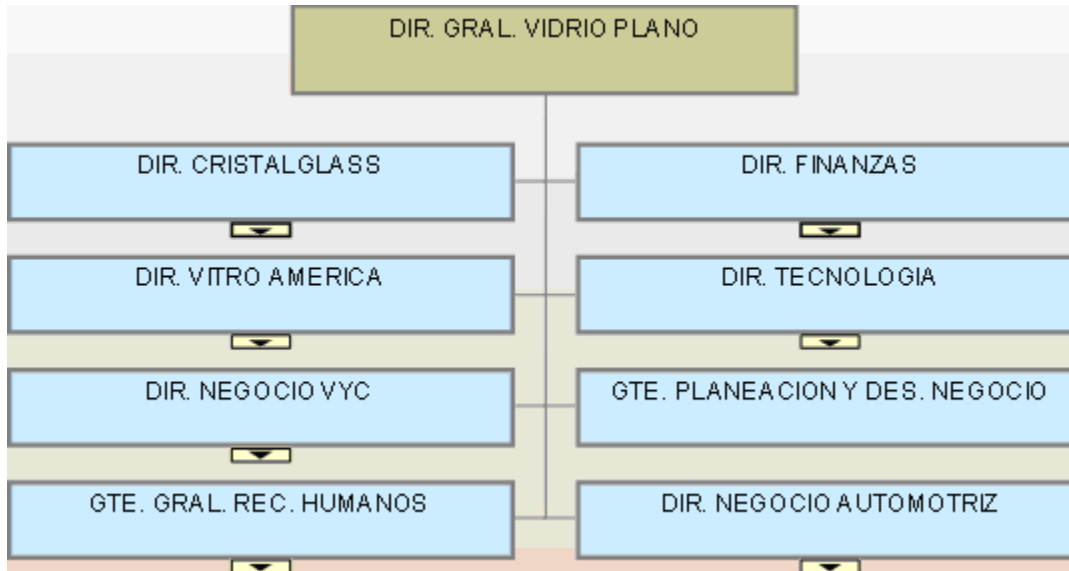 DIR. GRAL. VIDRIO PLANO
DIR. CRISTALGLASS
DIR. FINANZAS
DIR. VITRO AMERICA
DIR. TECNOLOGIA
DIR. NEGOCIO VYC
GTE. PLANEACION Y DES. NEGOCIO
GTE. GRAL. REC. HUMANOS
DIR. NEGOCIO AUTOMOTRIZ